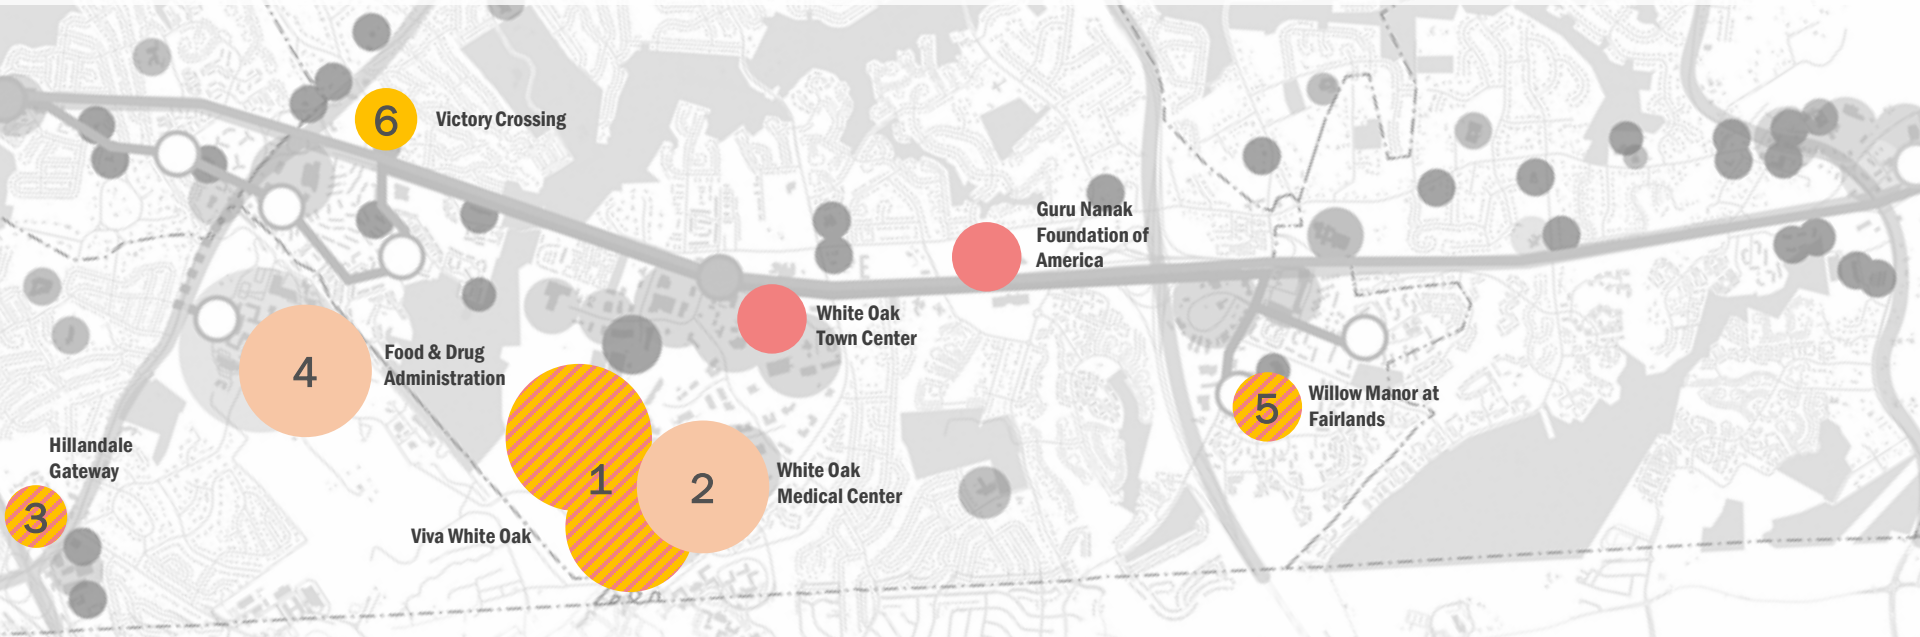 6
Victory Crossing
Guru Nanak
Foundation of
America
White Oak
Town Center
4
Food & Drug
Administration
5
Willow Manor at
Fairlands
Hillandale
Gateway
3
1
2
White Oak
Medical Center
Viva White Oak